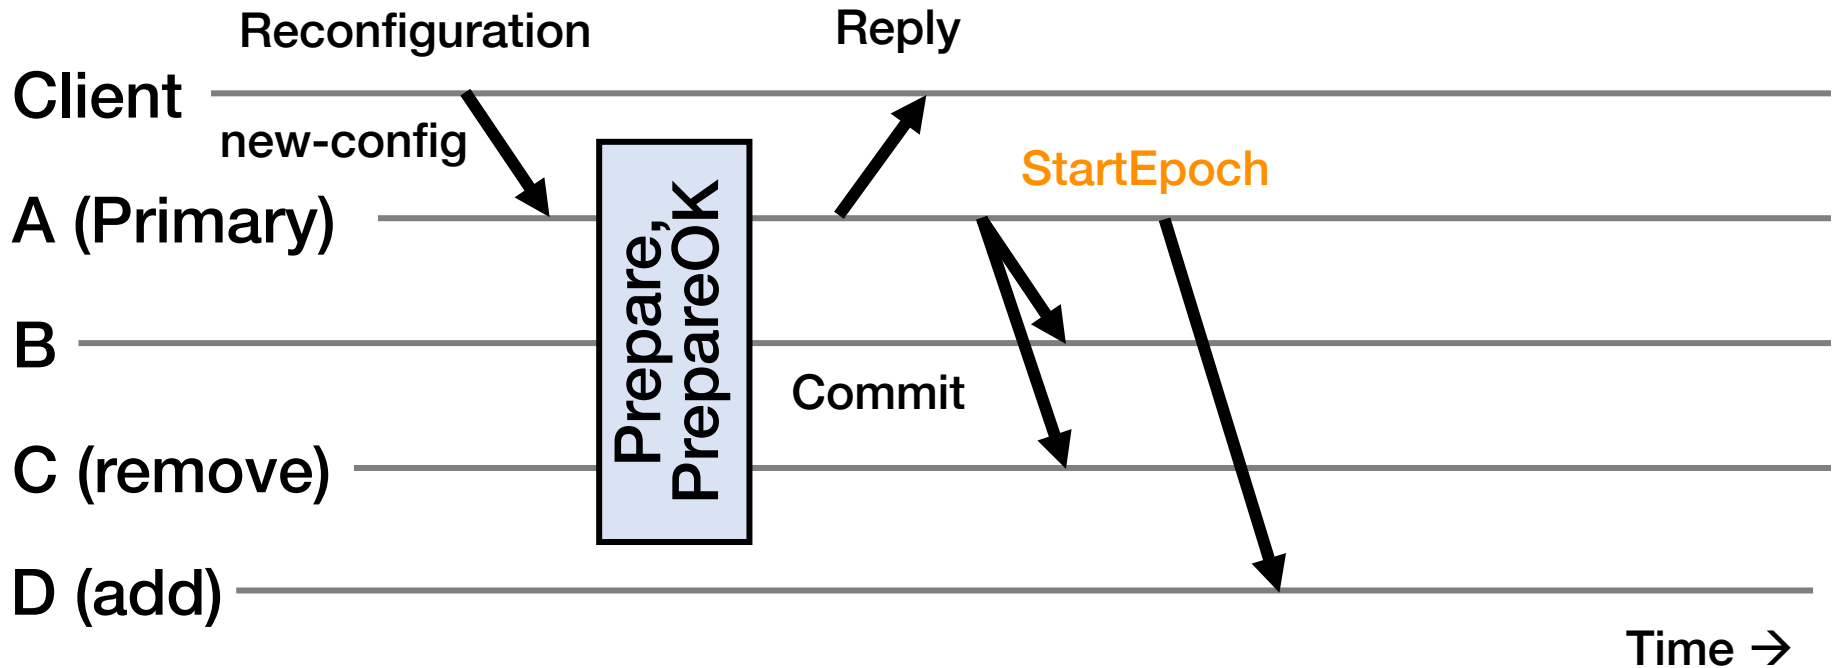 Reconfiguration
Reply
Client
new-config
StartEpoch
A (Primary)
Prepare,
PrepareOK
B
Commit
C (remove)
D (add)
Time →